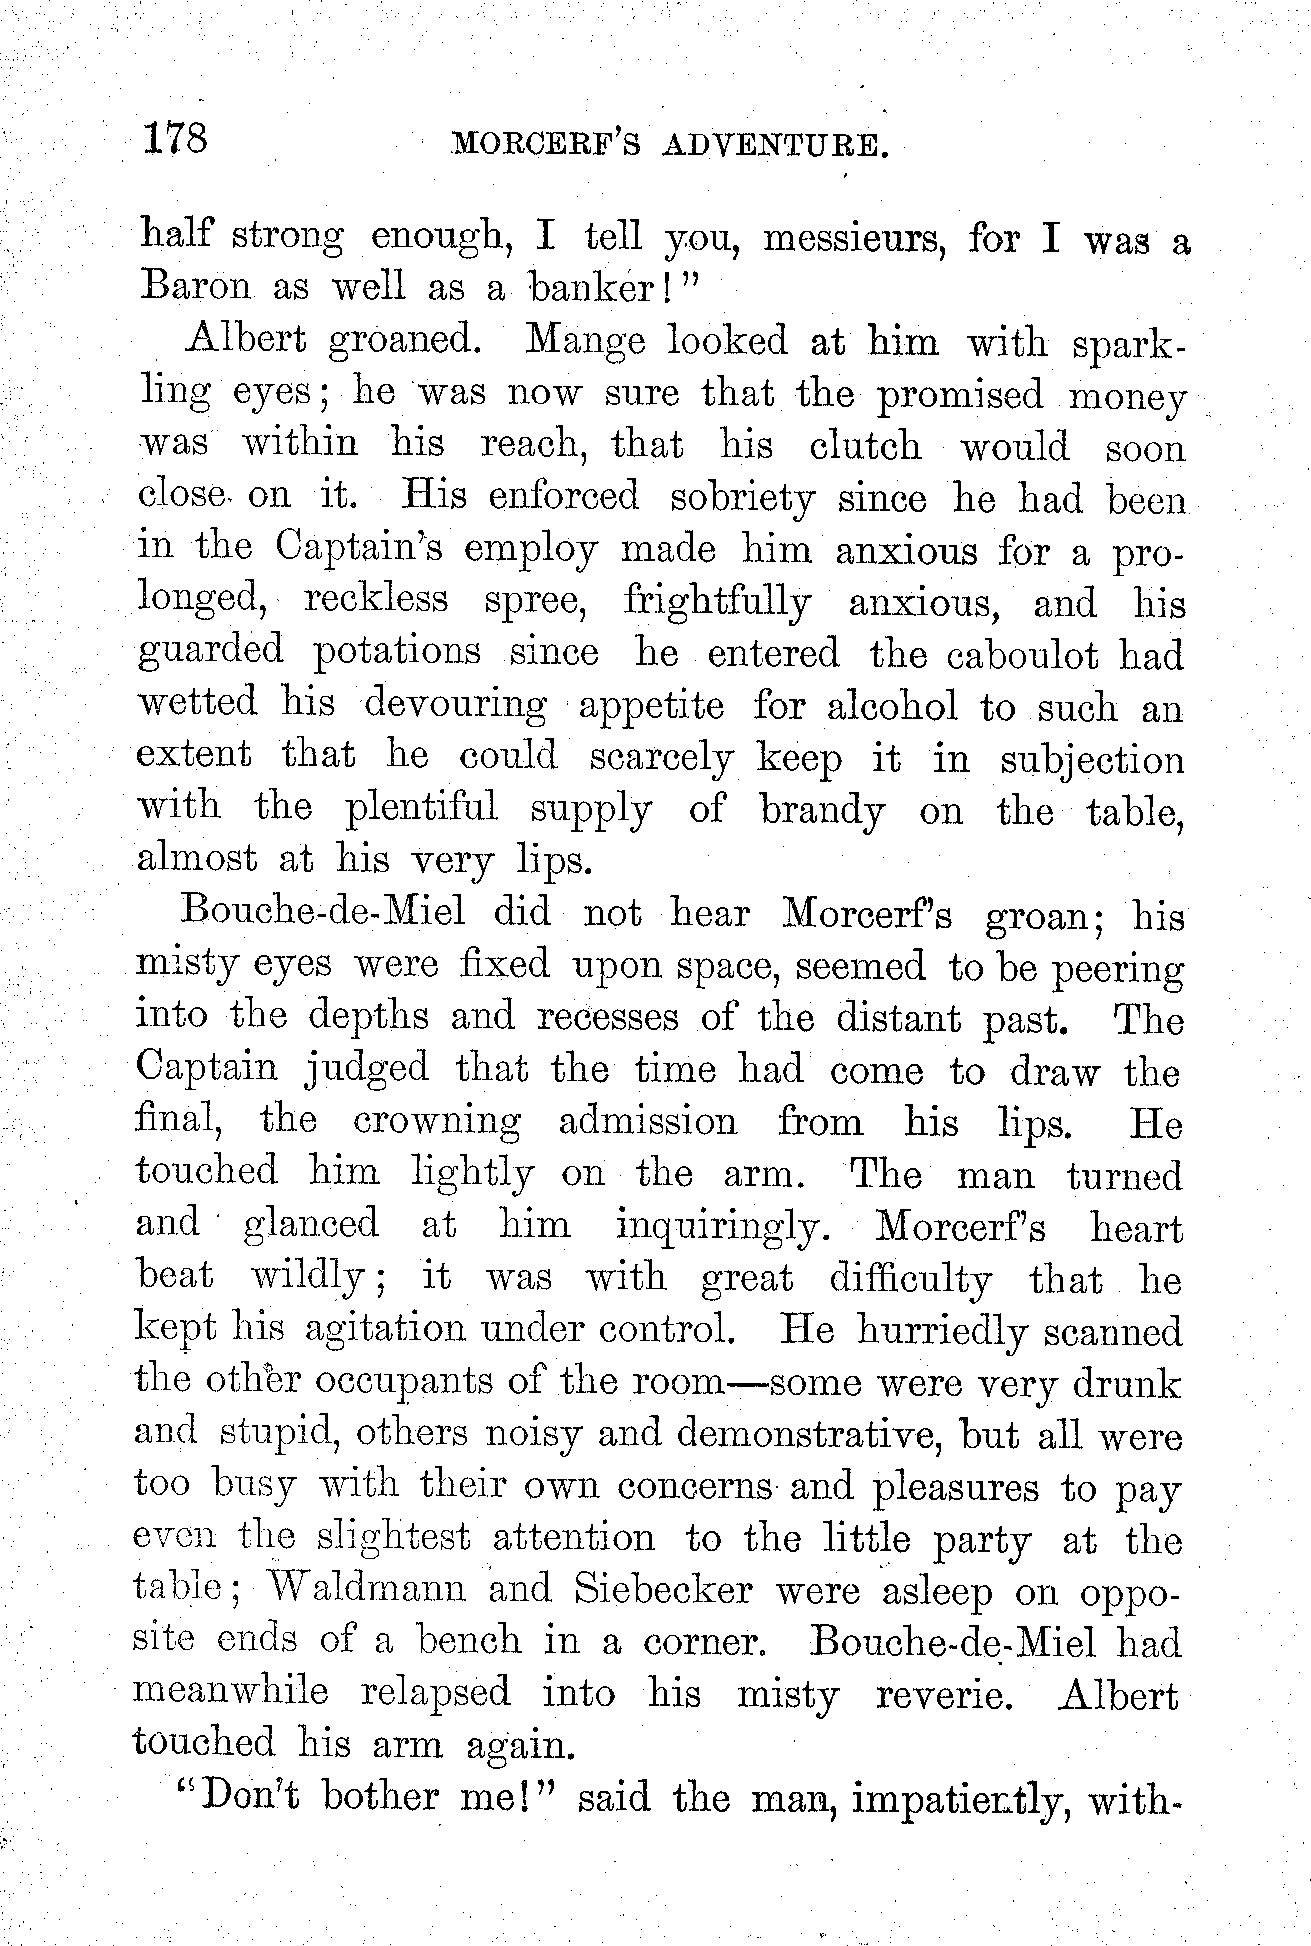 178 MORCERF'S ADVENTURE.
half strong enough, I tell you, messieurs, for I was a
Baron as well as a banker!"
Albert groaned. Mange looked at him with spark-
ling eyes; he was now sure that the promised money
was within his reach, that his clutch would soon
close on it. His enforced sobriety since he had been
in the Captain's employ made him anxious for a pro-
longed, reckless spree, frightfully anxious, and his
guarded potations since he entered the caboulot had
wetted his devouring appetite for alcohol to such an
extent that he could scarcely keep it in subjection
with the plentiful supply of brandy on the table,
almost at his very lips.
Bouche-de-Miel did not hear Morcerf's groan; his
misty eyes were fixed upon space, seemed to be peering
into the depths and recesses of the distant past. The
Captain judged that the time had come to draw the
final, the crowning admission from his lips. He
touched him lightly on the arm. The man turned
and glanced at him inquiringly. Morcerf's heart
beat wildly; it was with great difficulty that he
kept his agitation under control. He hurriedly scanned
the other occupants of the room—some were very drunk
and stupid, others noisy and demonstrative, but all were
too busy with their own concerns and pleasures to pay
even the slightest attention to the little party at the
table; Waldmann and Siebecker were asleep on oppo-
site ends of a bench in a corner. Bouche-de-Miel had
meanwhile relapsed into his misty reverie. Albert
touched his arm again.
"Don't bother me!" said the man, impatiently, with-